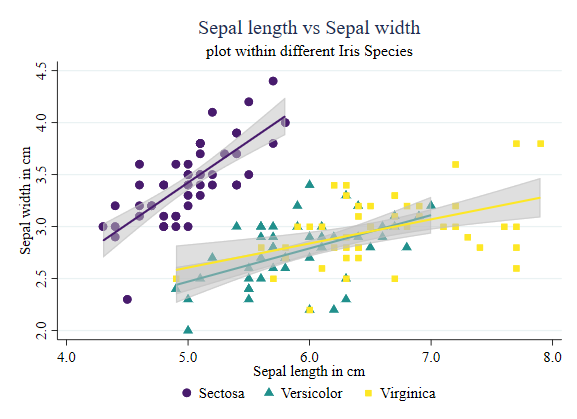 Sepal length vs Sepal width
plot within different Iris Species
Sepal width in cm
4.5
4.0
3.5
3.0
2.5
2.0
4.0 5.0 6.0 7.0 8.0
Sepal length in cm
Sectosa Versicolor Virginica